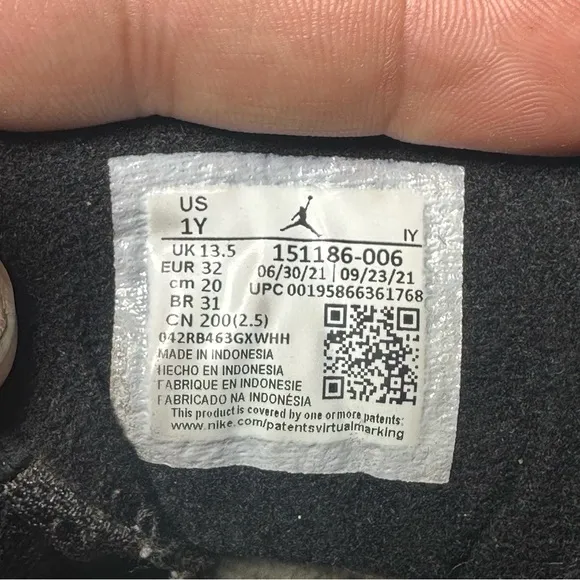 US
1Y
IY
UK 13.5
151186-006
EUR 32
06/30/21 | 09/23/21
cm 20
UPC 00195866361768
BR 31
CN 200(2.5)
042RB463GXWHH
MADE IN INDONESIA
HECHO EN INDONESIA
FABRIQUE EN INDONESIE
FABRICADO NA INDONÉSIA
This product is covered by one or more patents:
www.nike.com/patentsvirtualmarking